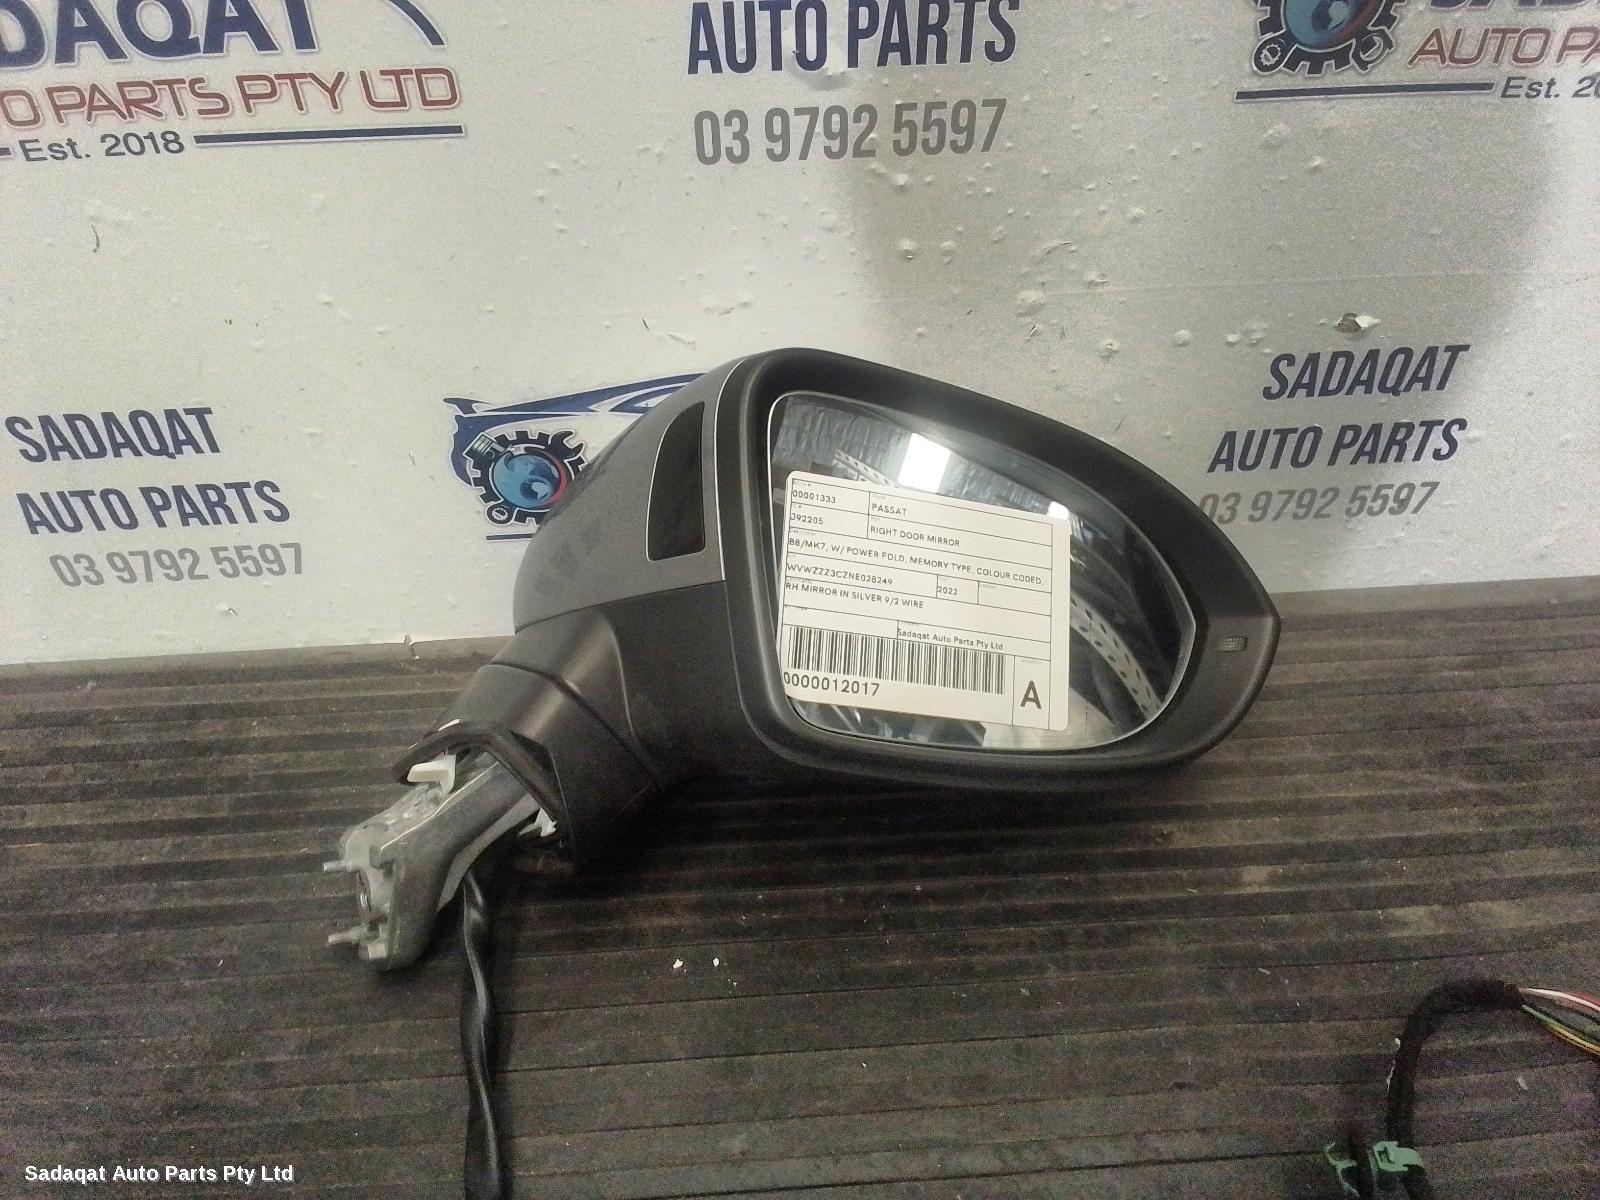 DAQAT
O PARTS PTY LTD
Est. 2018
AUTO PARTS
03 9792 5597
AUTO PA
Est. 20
SADAQAT
AUTO PARTS
03 9792 5597
SADAQAT
AUTO PARTS
03 9792 5597
00001333
PASSAT
J92205
RIGHT DOOR MIRROR
B8/MK7, W/ POWER FOLD, MEMORY TYPE, COLOUR CODED,
WVWZZZ3CZNE028249
2022
RH MIRROR IN SILVER 9/2 WIRE
Sadaqat Auto Parts Pty Ltd
0000012017
A
Sadaqat Auto Parts Pty Ltd